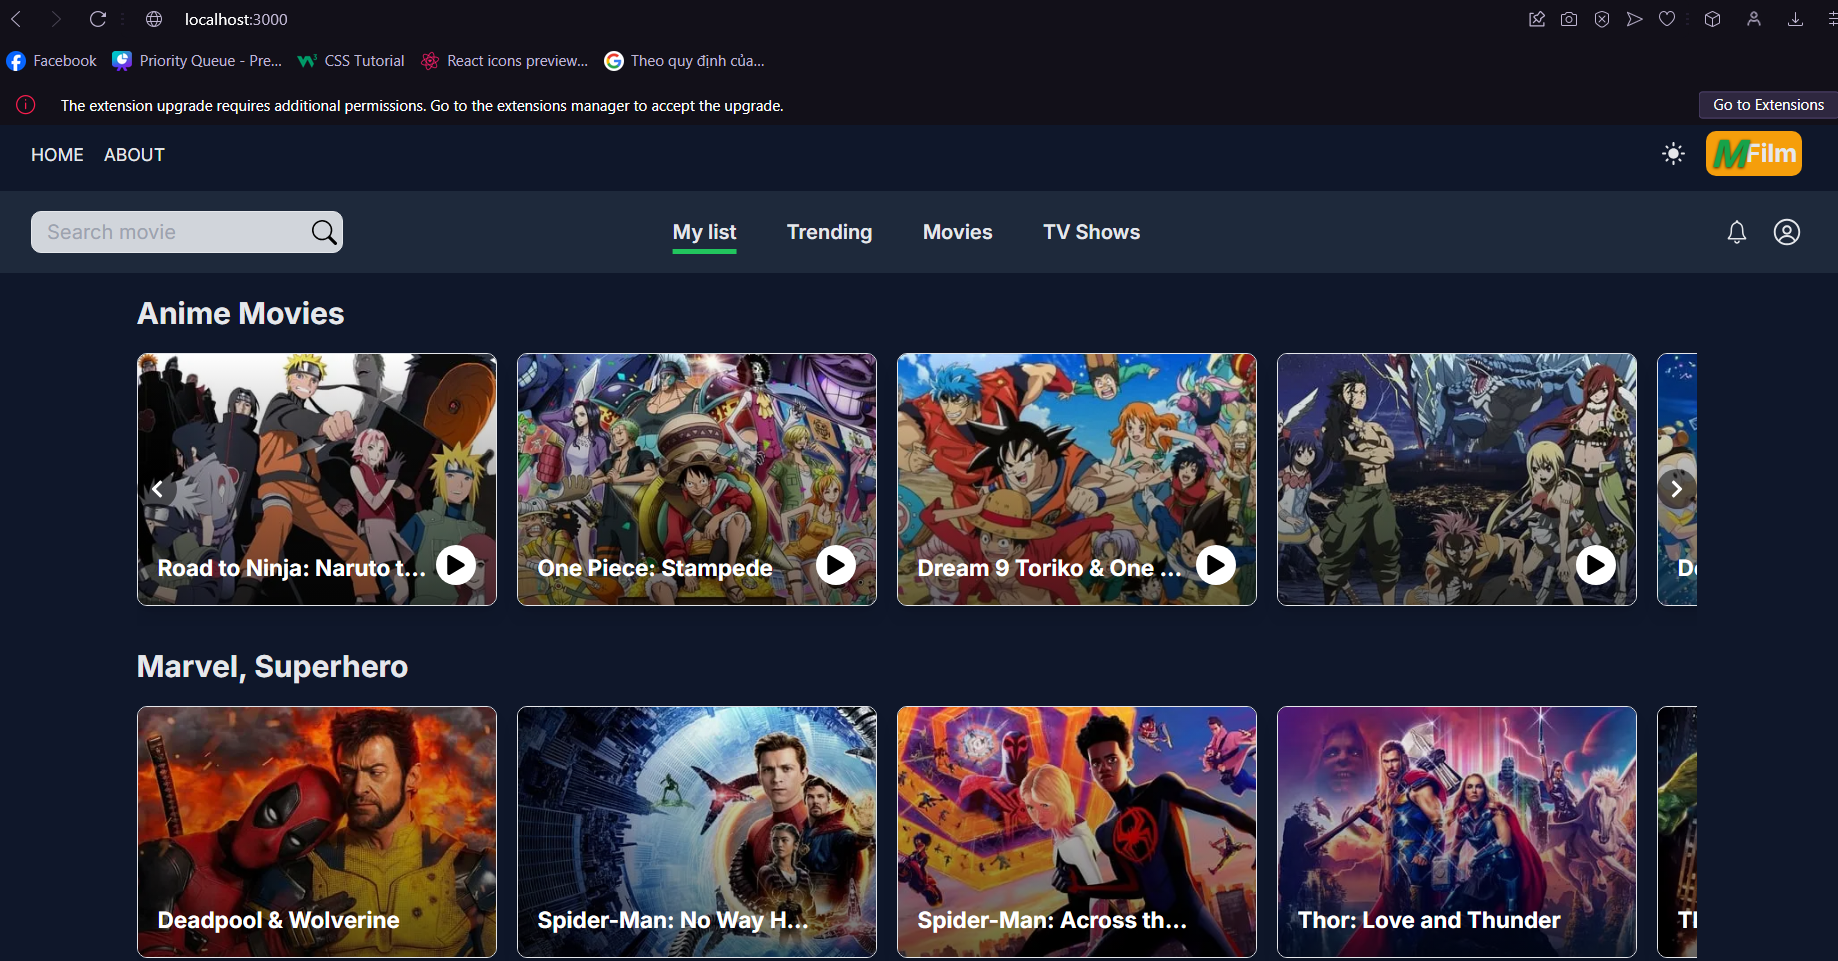 localhost:3000
Facebook Priority Queue - Pre... CSS Tutorial React icons preview... Theo quy định của...
The extension upgrade requires additional permissions. Go to the extensions manager to accept the upgrade. Go to Extensions
HOME ABOUT MFilm
Search movie My list Trending Movies TV Shows
Anime Movies
Road to Ninja: Naruto t... One Piece: Stampede Dream 9 Toriko & One ...
Marvel, Superhero
Deadpool & Wolverine Spider-Man: No Way H... Spider-Man: Across th... Thor: Love and Thunder